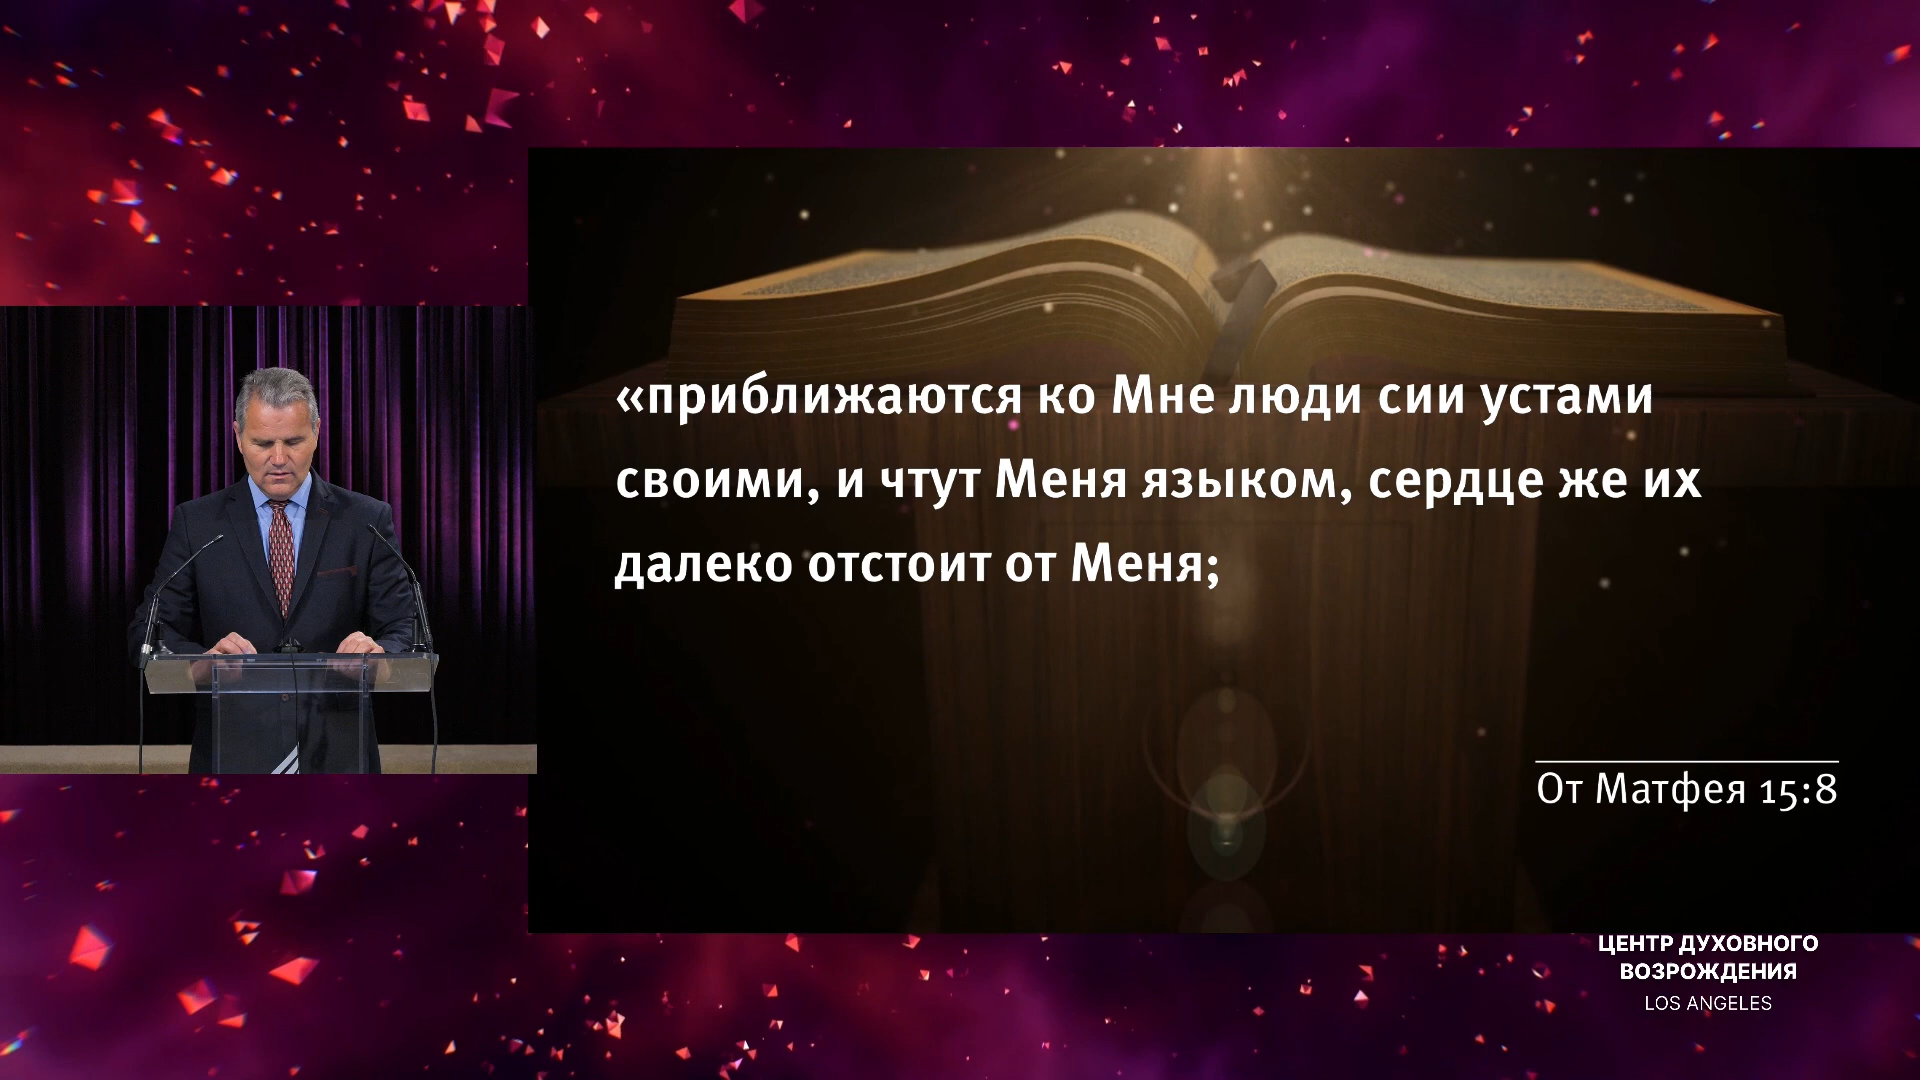 «приближаются ко Мне люди сии устами
своими, и чтут Меня языком, сердце же их
далеко отстоит от Меня;
От Матфея 15:8
ЦЕНТР ДУХОВНОГО
ВОЗРОЖДЕНИЯ
LOS ANGELES